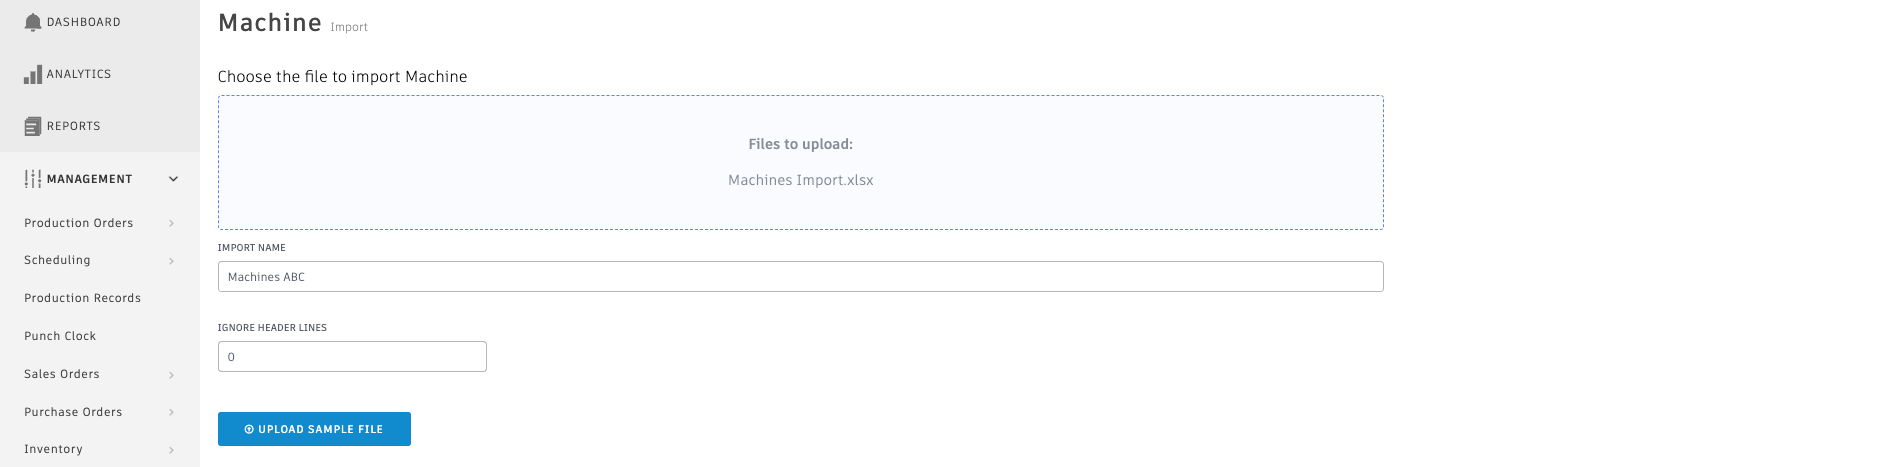 DASHBOARD
ANALYTICS
REPORTS
MANAGEMENT
Production Orders
Scheduling
Production Records
Punch Clock
Sales Orders
Purchase Orders
Inventory
Machine Import
Choose the file to import Machine
Files to upload:
Machines Import.xlsx
IMPORT NAME
Machines ABC
IGNORE HEADER LINES
0
UPLOAD SAMPLE FILE